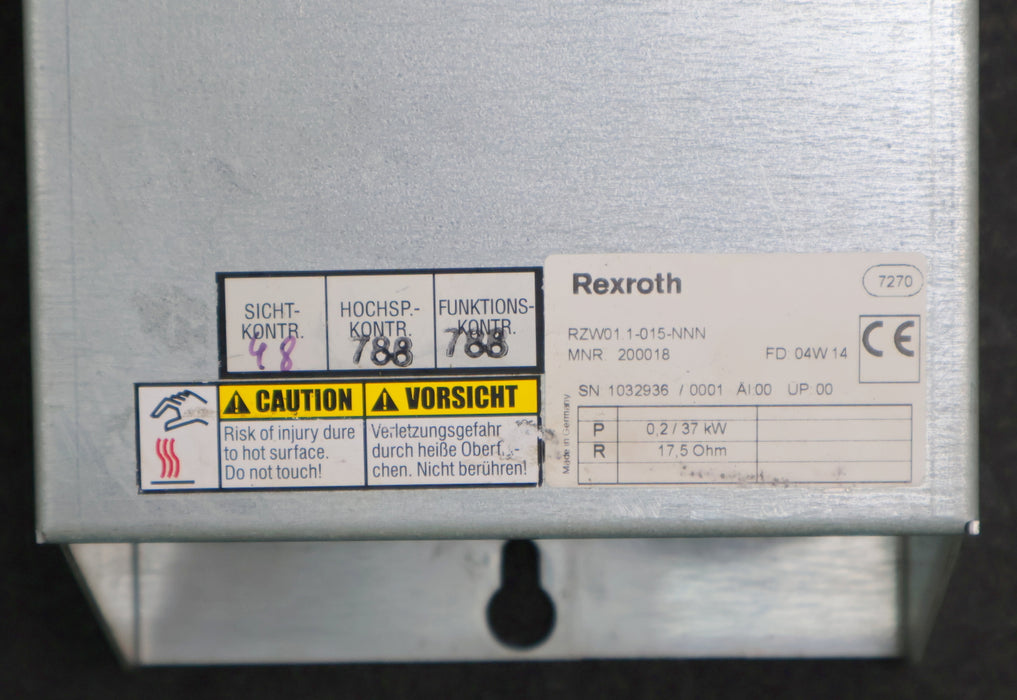 SICHT-
KONTR.
48
HOCHSP.-
KONTR.
788
FUNKTIONS-
KONTR.
788
CAUTION
Risk of injury dure
to hot surface.
Do not touch!
VORSICHT
Verletzungsgefahr
durch heiße Oberf
chen. Nicht berühren!
Rexroth
7270
RZW01.1-015-NNN
MNR 200018
FD 04W14
CE
SN 1032936 / 0001 ÄI:00 ÜP:00
Made in Germany
P 0,2 / 37 kW
R 17,5 Ohm